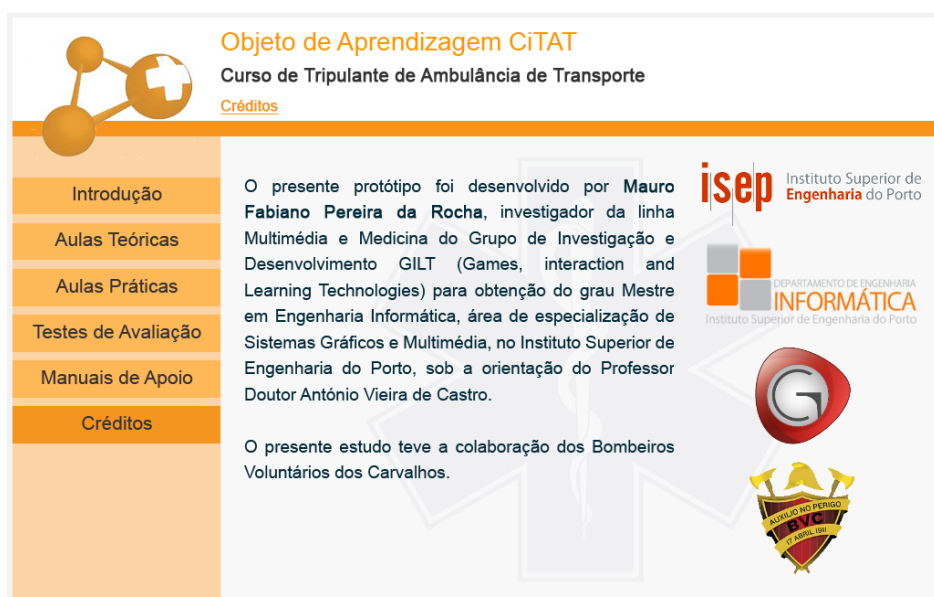 Objeto de Aprendizagem CiTAT
Curso de Tripulante de Ambulância de Transporte
Créditos
Introdução
Aulas Teóricas
Aulas Práticas
Testes de Avaliação
Manuais de Apoio
Créditos
O presente protótipo foi desenvolvido por Mauro
Fabiano Pereira da Rocha, investigador da linha
Multimédia e Medicina do Grupo de Investigação e
Desenvolvimento GILT (Games, interaction and
Learning Technologies) para obtenção do grau Mestre
em Engenharia Informática, área de especialização de
Sistemas Gráficos e Multimédia, no Instituto Superior de
Engenharia do Porto, sob a orientação do Professor
Doutor António Vieira de Castro.
O presente estudo teve a colaboração dos Bombeiros
Voluntários dos Carvalhos.
isep
Instituto Superior de
Engenharia do Porto
DEPARTAMENTO DE ENGENHARIA
INFORMÁTICA
Instituto Superior de Engenharia do Porto
G
AUXILIO NO PERIGO
BVC
17 ABRIL 1911